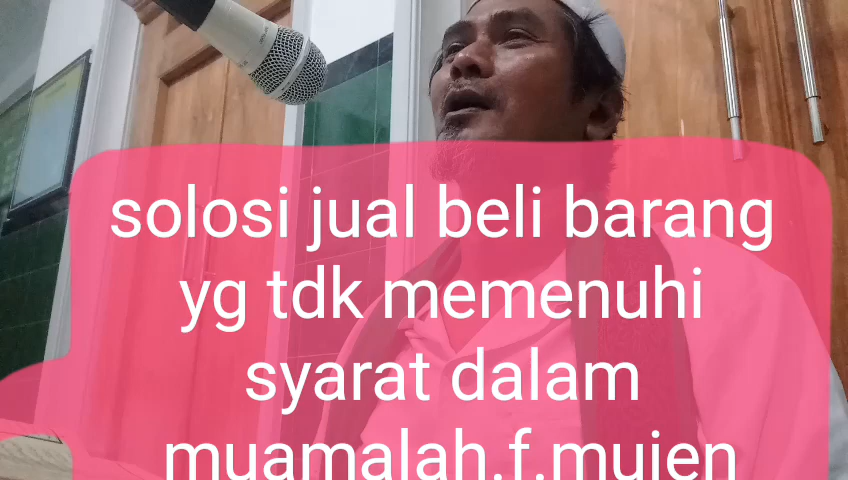 solosi jual beli barang
yg tdk memenuhi
syarat dalam
muamalah.f.mujen